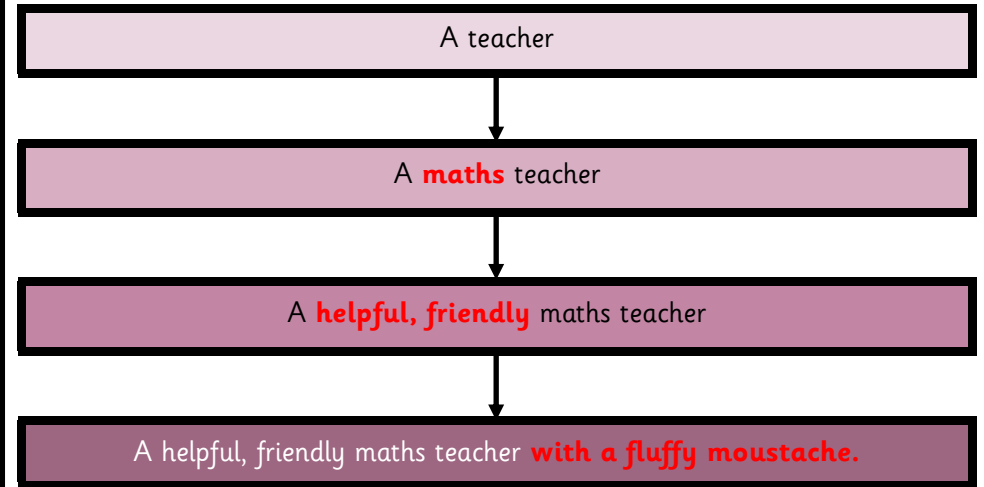 A teacher
A maths teacher
A helpful, friendly maths teacher
A helpful, friendly maths teacher with a fluffy moustache.